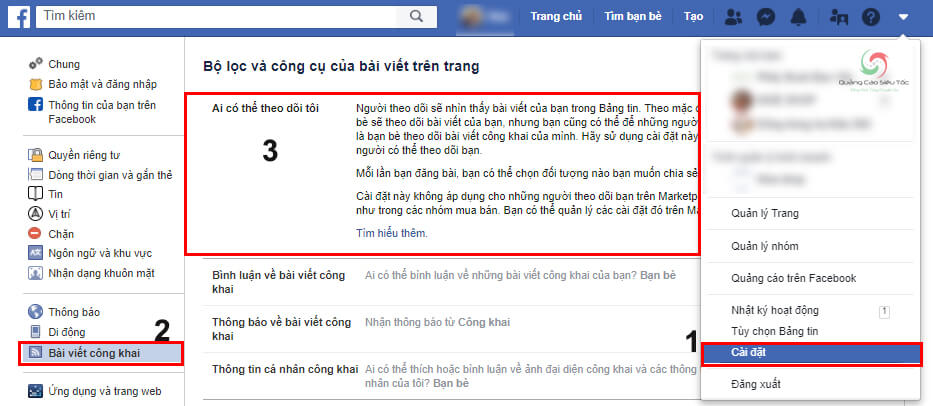 Tìm kiếm
Trang chủ
Tìm bạn bè
Tạo
Chung
Bảo mật và đăng nhập
Thông tin của bạn trên
Facebook
Quyền riêng tư
Dòng thời gian và gắn thẻ
Tin
Vị trí
Chặn
Ngôn ngữ và khu vực
Nhận dạng khuôn mặt
Thông báo
Di động
2
Bài viết công khai
Ứng dụng và trang web
Bộ lọc và công cụ của bài viết trên trang
Ai có thể theo dõi tôi
3
Người theo dõi sẽ nhìn thấy bài viết của bạn trong Bảng tin. Theo mặc
bè sẽ theo dõi bài viết của bạn, nhưng bạn cũng có thể để những người
là bạn bè theo dõi bài viết công khai của mình. Hãy sử dụng cài đặt này
người có thể theo dõi bạn.
Mỗi lần bạn đăng bài, bạn có thể chọn đối tượng nào bạn muốn chia
Cài đặt này không áp dụng cho những người theo dõi bạn trên Marketp
như trong các nhóm mua bán. Bạn có thể quản lý các cài đặt đó trên
Tìm hiểu thêm.
Bình luận về bài viết công
khai
Ai có thể bình luận về những bài viết công khai của bạn? Bạn bè
Thông báo về bài viết công
khai
Nhận thông báo từ Công khai
Thông tin cá nhân công khai
Ai có thể thích hoặc bình luận về ảnh đại diện công khai và các thông
nhân của tôi? Bạn bè
1
Quảng Cáo Siêu Tốc
Quản lý Trang
Quản lý nhóm
Quảng cáo trên Facebook
Nhật ký hoạt động 1
Tùy chọn Bảng tin
Cài đặt
Đăng xuất